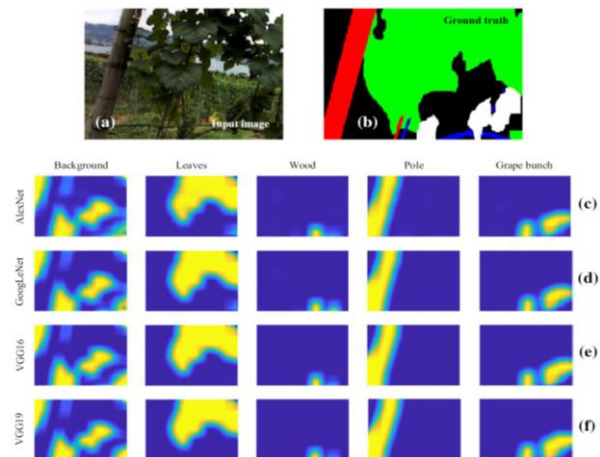 Ground truth
(a)
Input image
(b)
Background Leaves Wood Pole Grape bunch
AlexNet
(c)
GoogLeNet
(d)
VGG16
(e)
VGG19
(f)